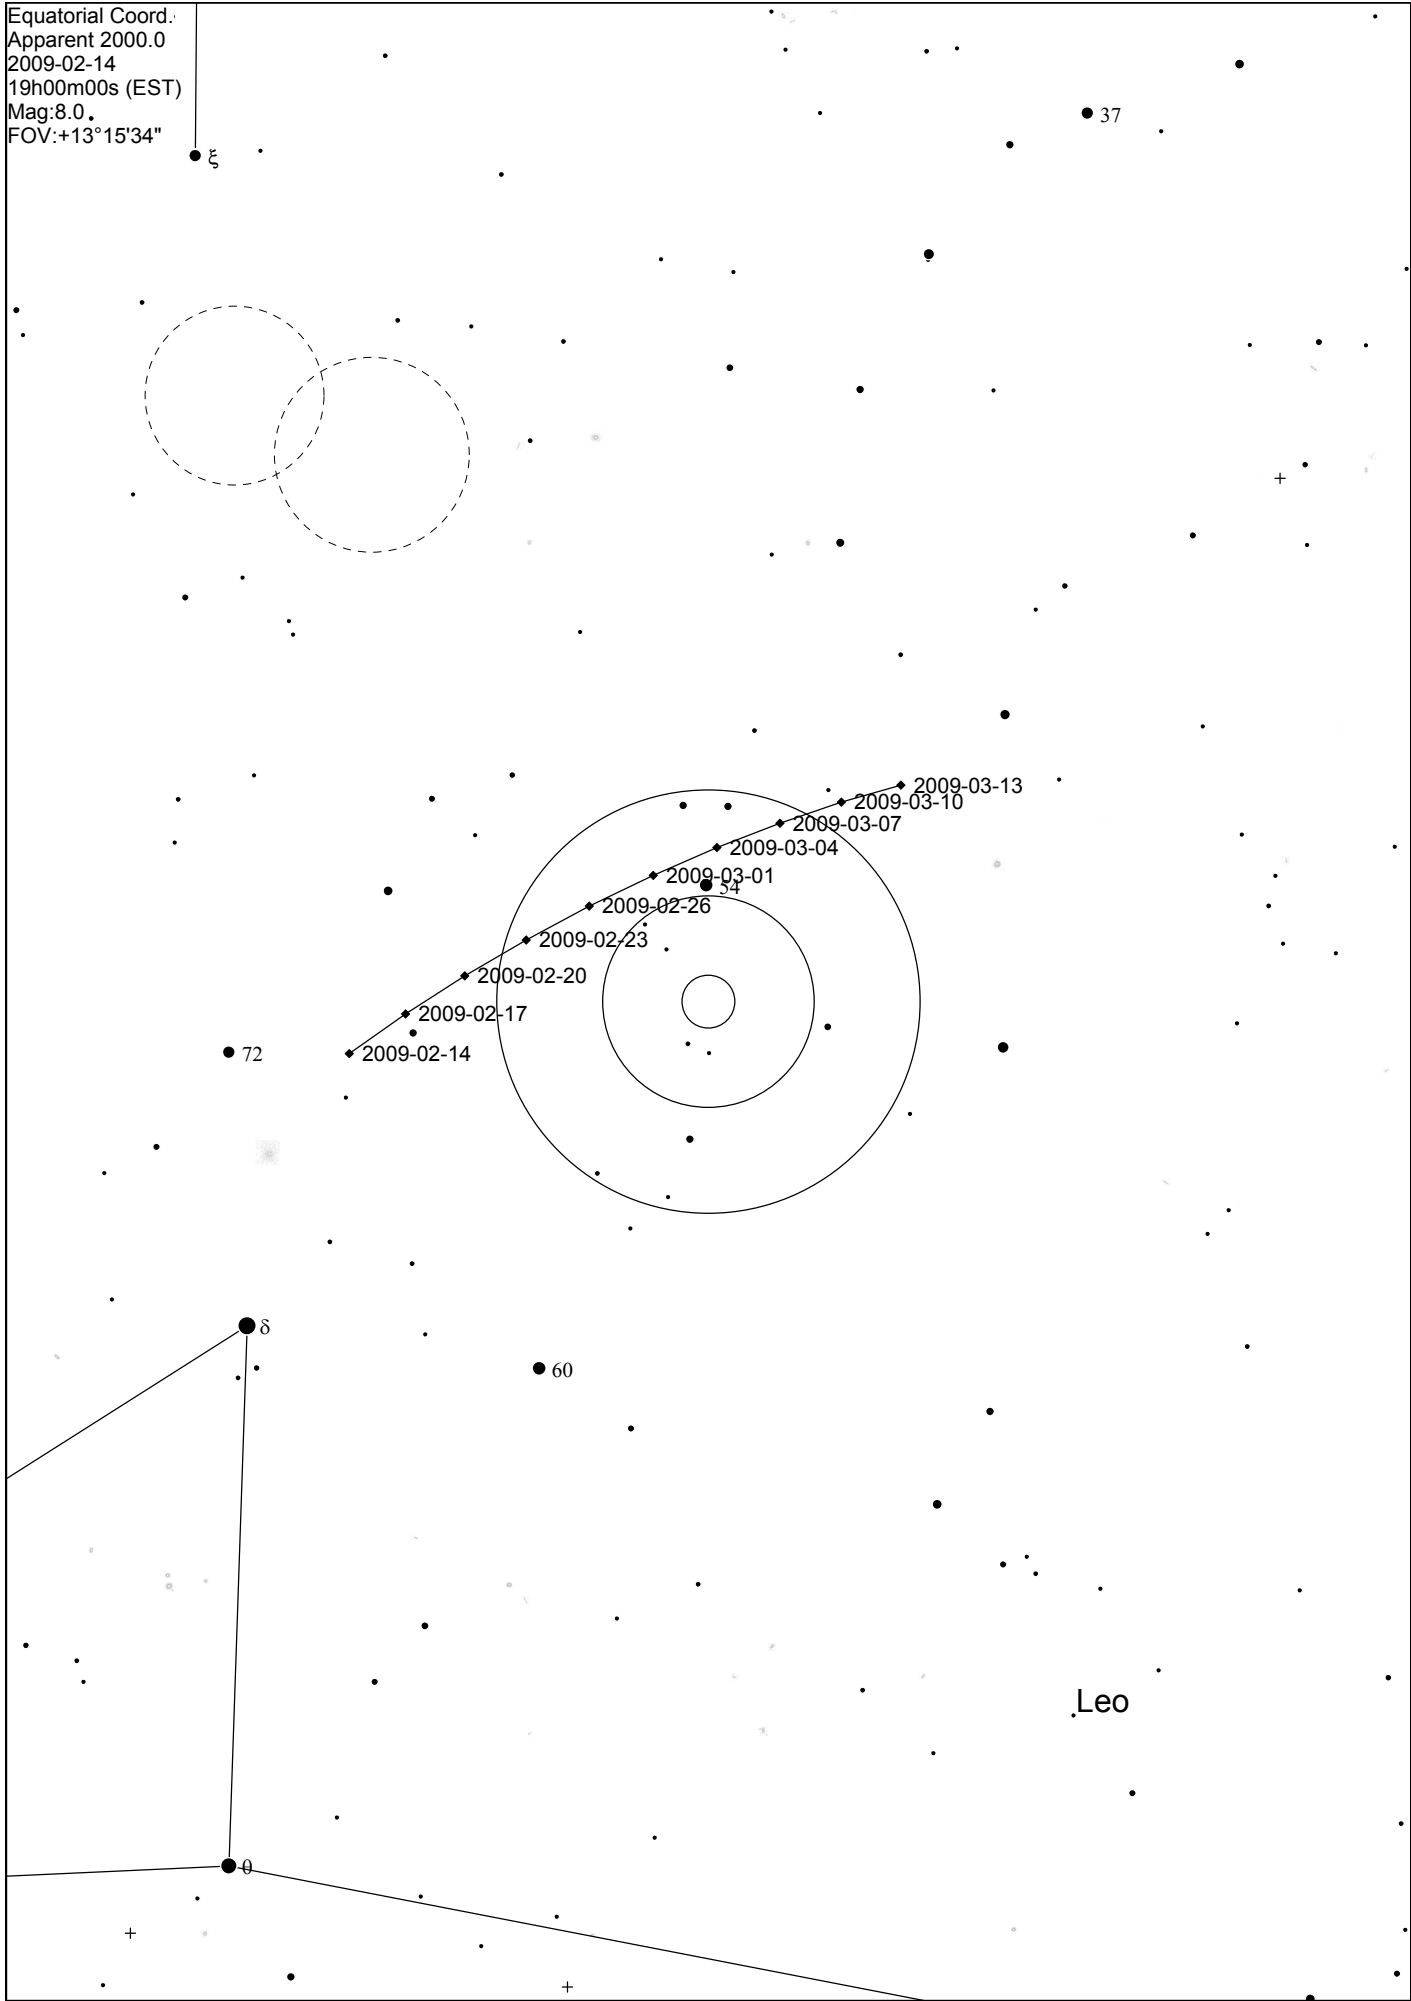 Equatorial Coord.
Apparent 2000.0
2009-02-14
19h00m00s (EST)
Mag:8.0
FOV:+13°15'34"
37
ξ
2009-03-13
2009-03-10
2009-03-07
2009-03-04
2009-03-01
54
2009-02-26
2009-02-23
2009-02-20
2009-02-17
72
2009-02-14
δ
60
Leo
θ